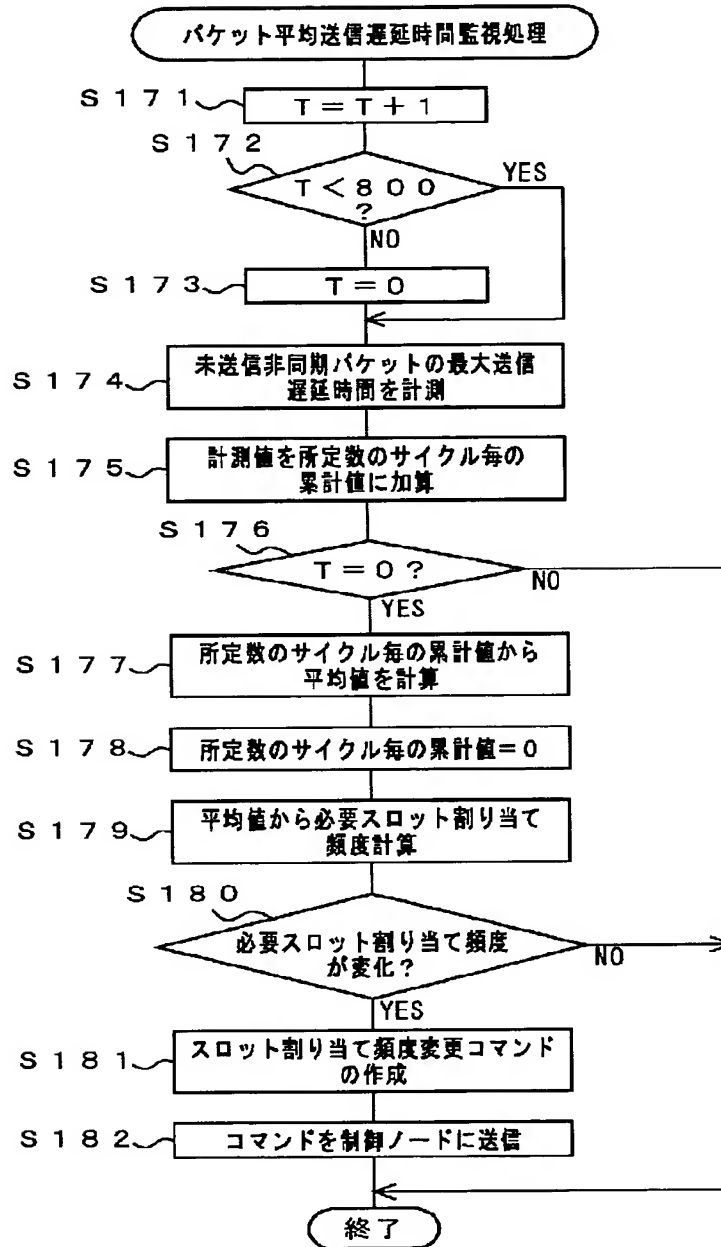 パケット平均送信遅延時間監視処理
S171
T=T+1
S172
T<800
?
YES
NO
S173
T=0
S174
未送信非同期パケットの最大送信
遅延時間を計測
S175
計測値を所定数のサイクル毎の
累計値に加算
S176
T=0?
NO
YES
S177
所定数のサイクル毎の累計値から
平均値を計算
S178
所定数のサイクル毎の累計値=0
S179
平均値から必要スロット割り当て
頻度計算
S180
必要スロット割り当て頻度
が変化?
NO
YES
S181
スロット割り当て頻度変更コマンド
の作成
S182
コマンドを制御ノードに送信
終了